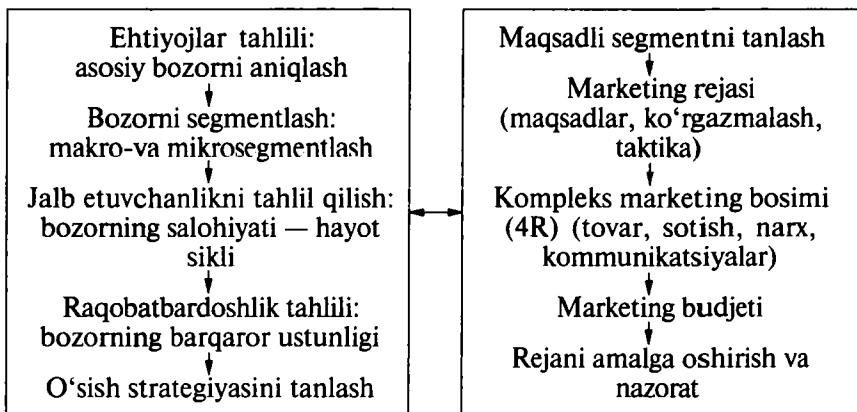 Ehtiyojlar tahlili:
asosiy bozorni aniqlash
Bozorni segmentlash:
makro-va mikrosegmentlash
Jalb etuvchanlikni tahlil qilish:
bozorning salohiyati — hayot
sikli
Raqobatbardoshlik tahlili:
bozorning barqaror ustunligi
O‘sish strategiyasini tanlash
Maqsadli segmentni tanlash
Marketing rejasi
(maqsadlar, ko‘rgazmalash,
taktika)
Kompleks marketing bosimi
(4R) (tovar, sotish, narx,
kommunikatsiyalar)
Marketing budjeti
Rejani amalga oshirish va
nazorat